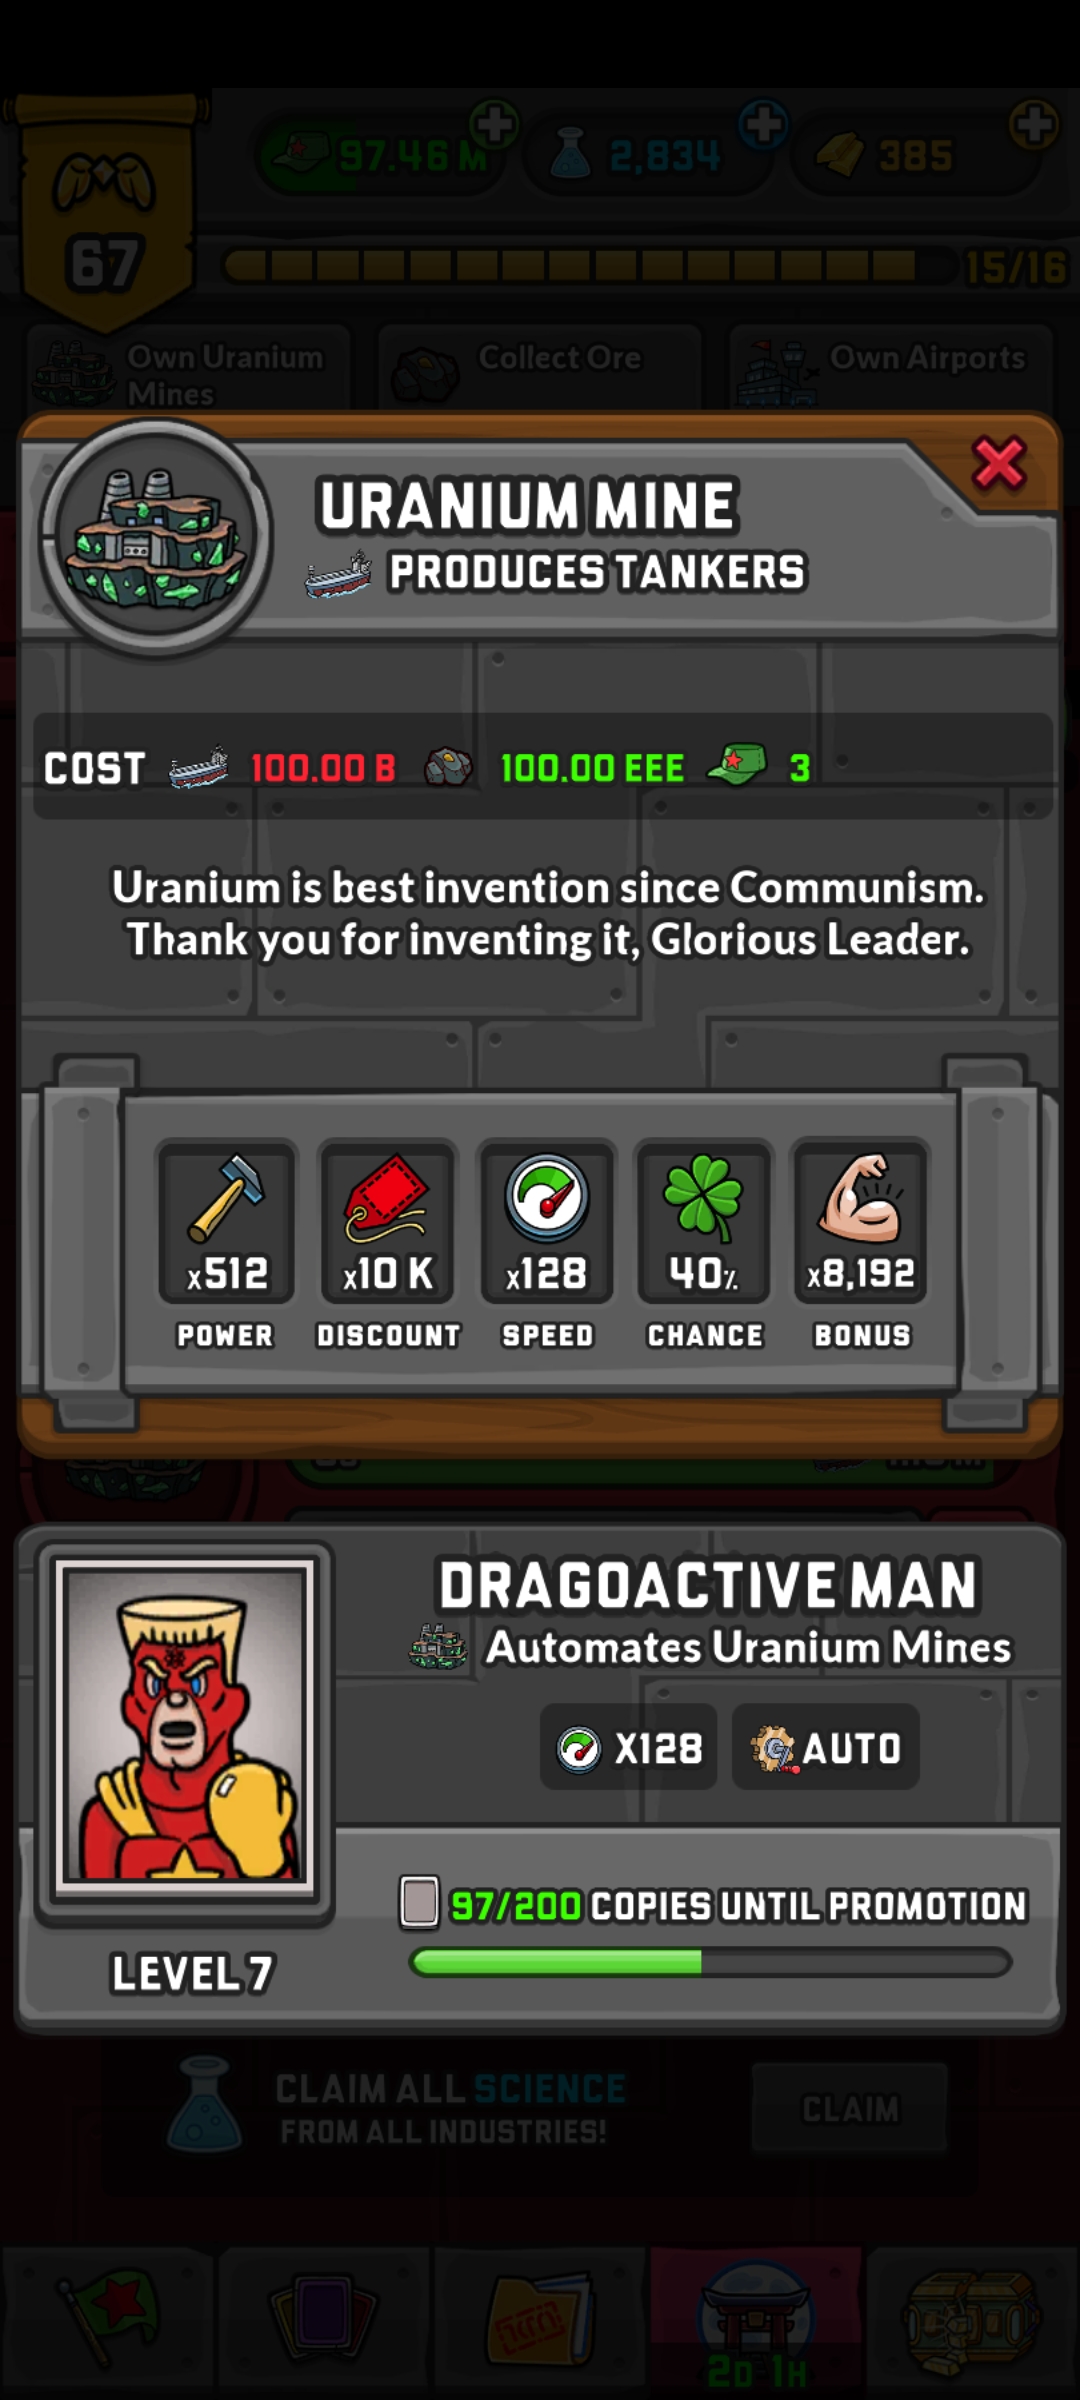 97.46 M
2,834
385
67
15/16
Own Uranium
Mines
Collect Ore
Own Airports
URANIUM MINE
PRODUCES TANKERS
COST 100.00 B 100.00 EEE 3
Uranium is best invention since Communism.
Thank you for inventing it, Glorious Leader.
x512 x10 K x128 40% x8,192
POWER DISCOUNT SPEED CHANCE BONUS
DRAGOACTIVE MAN
Automates Uranium Mines
X128 AUTO
97/200 COPIES UNTIL PROMOTION
LEVEL 7
CLAIM ALL SCIENCE
FROM ALL INDUSTRIES!
CLAIM
2D 1H